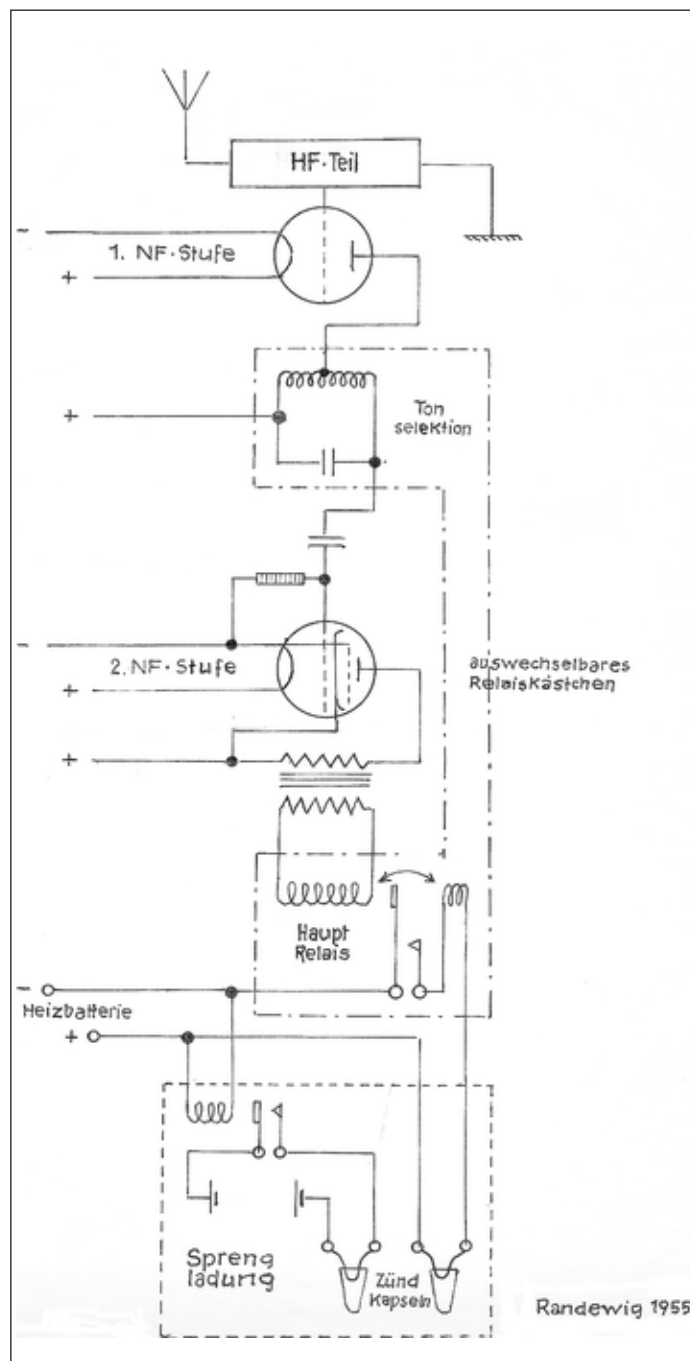 HF·Teil
1. NF·Stufe
-
+
+
Ton
selektion
-
2. NF·Stufe
+
+
auswechselbares
Relaiskästchen
Haupt
Relais
-
Heizbatterie
+
Spreng
ladung
Zünd
Kapseln
Randewig 1955